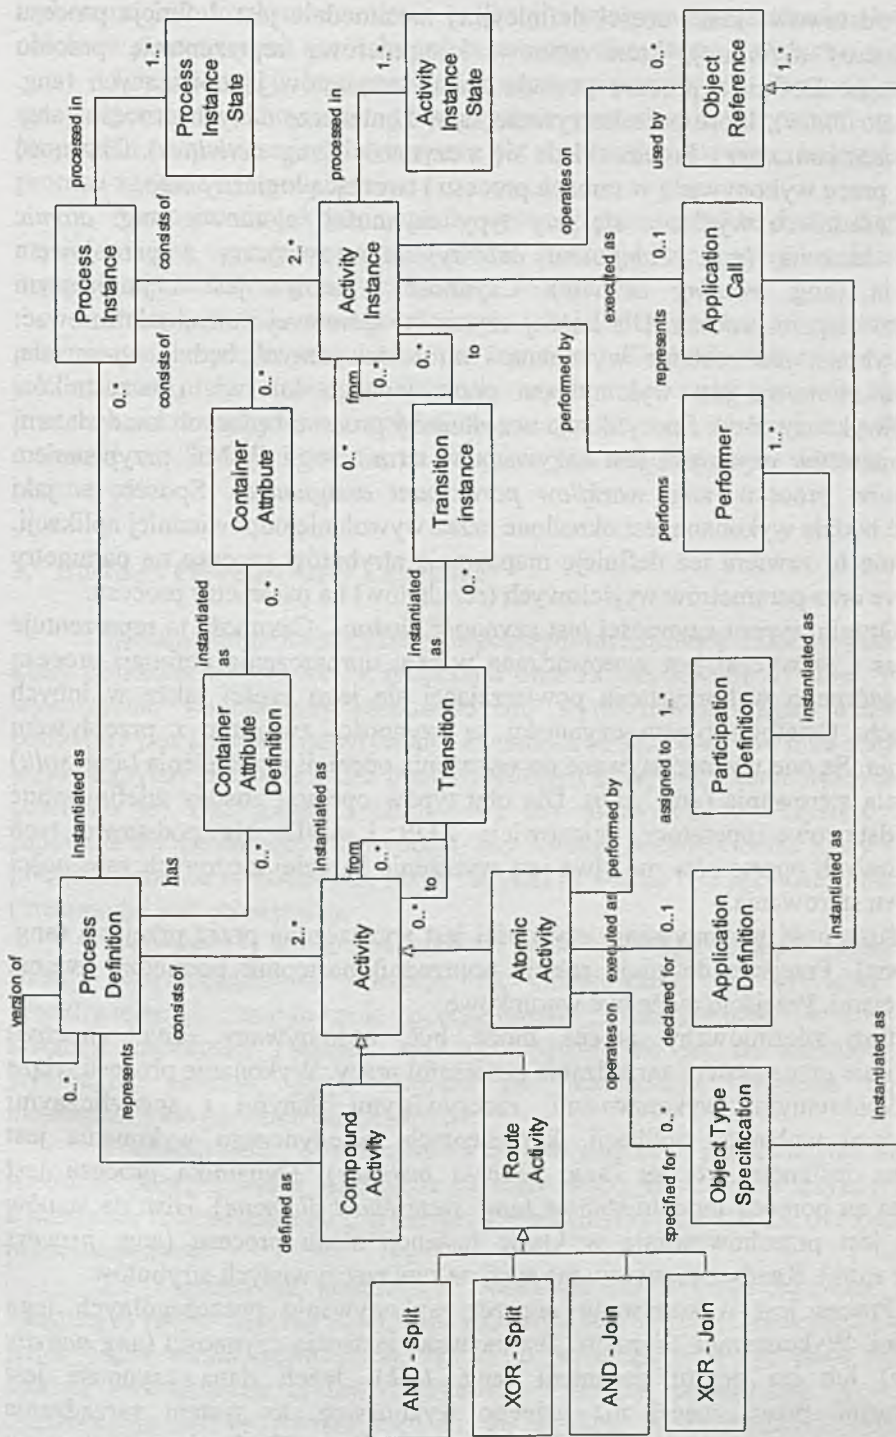 version of
0..*
represents
Process
Definition
instantiated as
0..*
Process
Instance
processed in
1..*
Process
Instance
State
consists of
has
consists of
consists of
0..*
Container
Attribute
Definition
instantiated
as
0..*
Container
Attribute
0..*
defined as
2..*
2..*
Compound
Activity
Activity
instantiated as
0..*
Activity
Instance
processed in
1..*
Activity
Instance
State
from
0..*
to
0..*
Transition
instantiated
as
0..*
Transition
Instance
from
0..*
to
0..*
AND - Split
XOR - Split
AND - Join
XCR - Join
Route
Activity
Atomic
Activity
operates on
executed as
performed by
performed by
executed as
operates on
specified for
0..*
declared for
0..1
assigned to
1..*
performs
1..*
represents
0..*
used by
0..*
Object Type
Specification
Application
Definition
Participation
Definition
Performer
Application
Call
Object
Reference
1..*
instantiated as
instantiated as
instantiated as